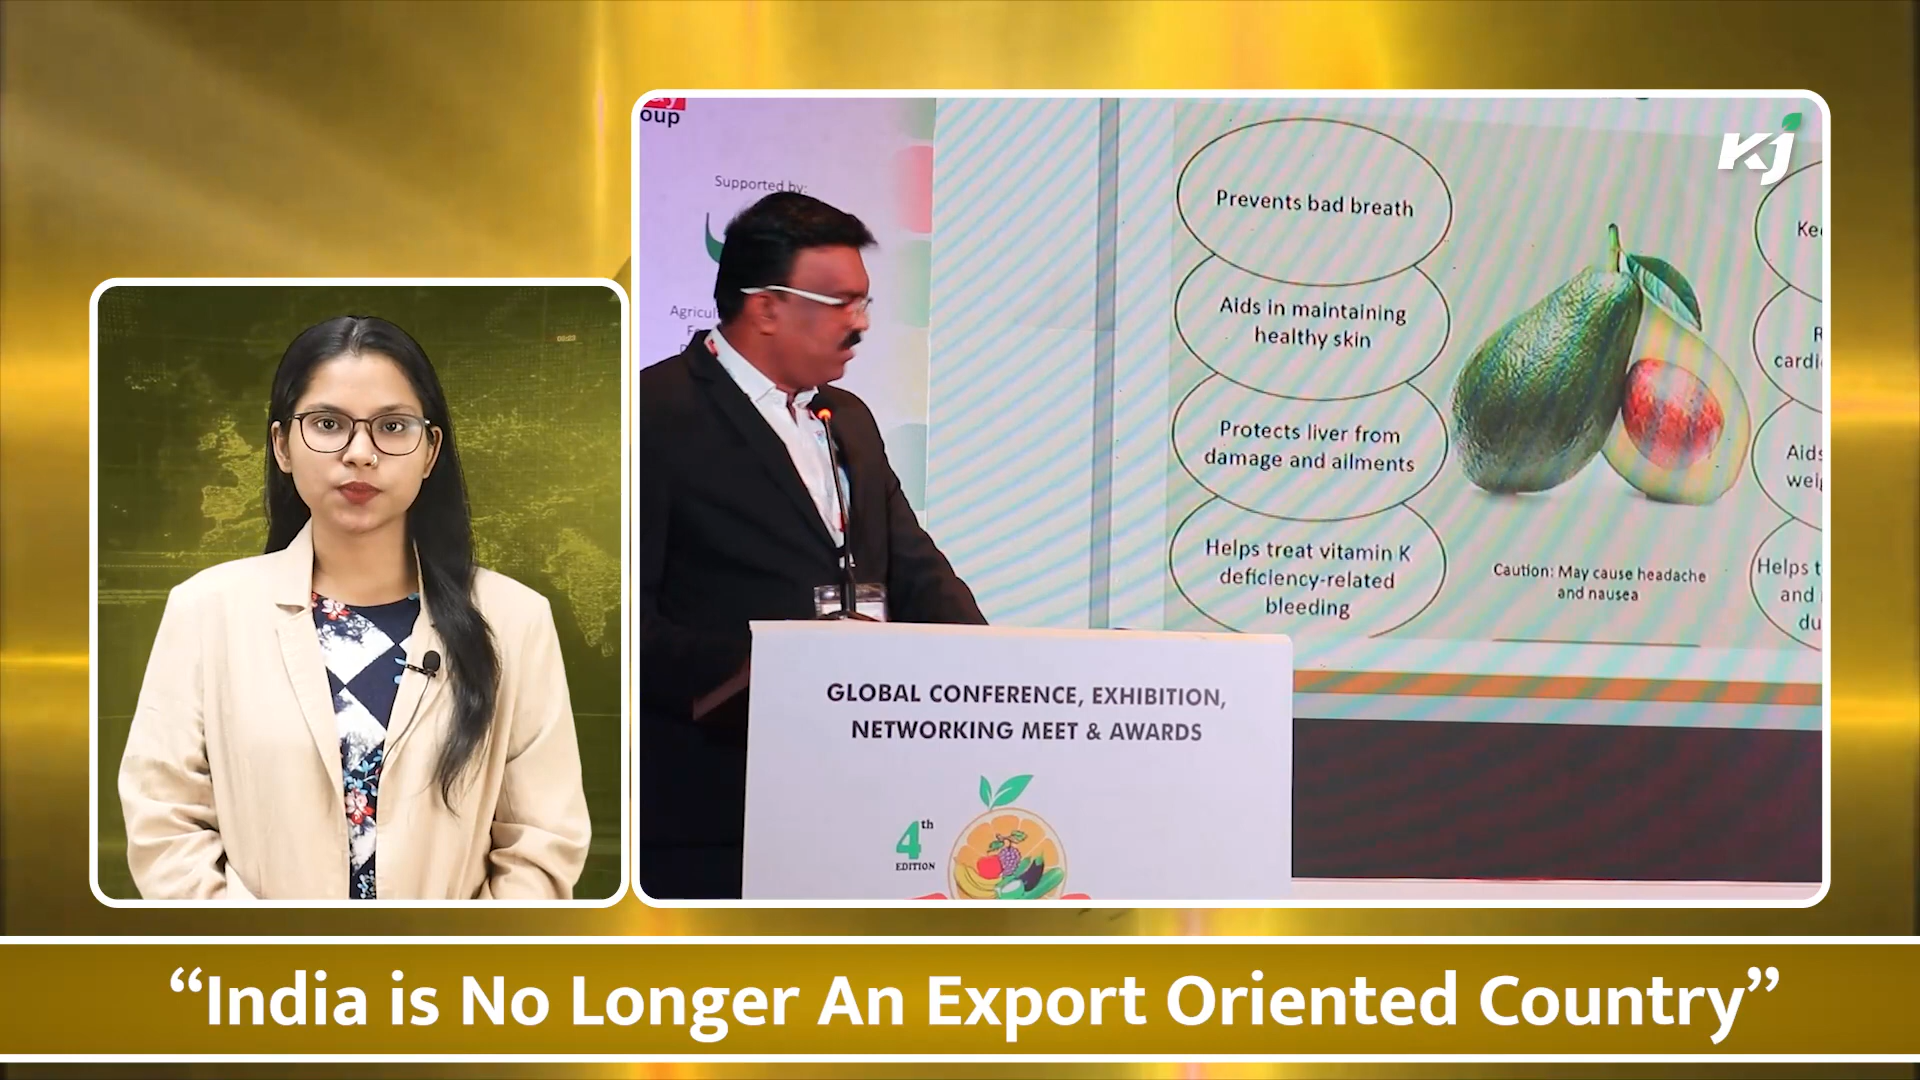 oup
Supported by:
KJ
Prevents bad breath
Aids in maintaining
healthy skin
Protects liver from
damage and ailments
Helps treat vitamin K
deficiency-related
bleeding
Caution: May cause headache
and nausea
Helps
and
GLOBAL CONFERENCE, EXHIBITION,
NETWORKING MEET & AWARDS
4th
EDITION
“India is No Longer An Export Oriented Country”